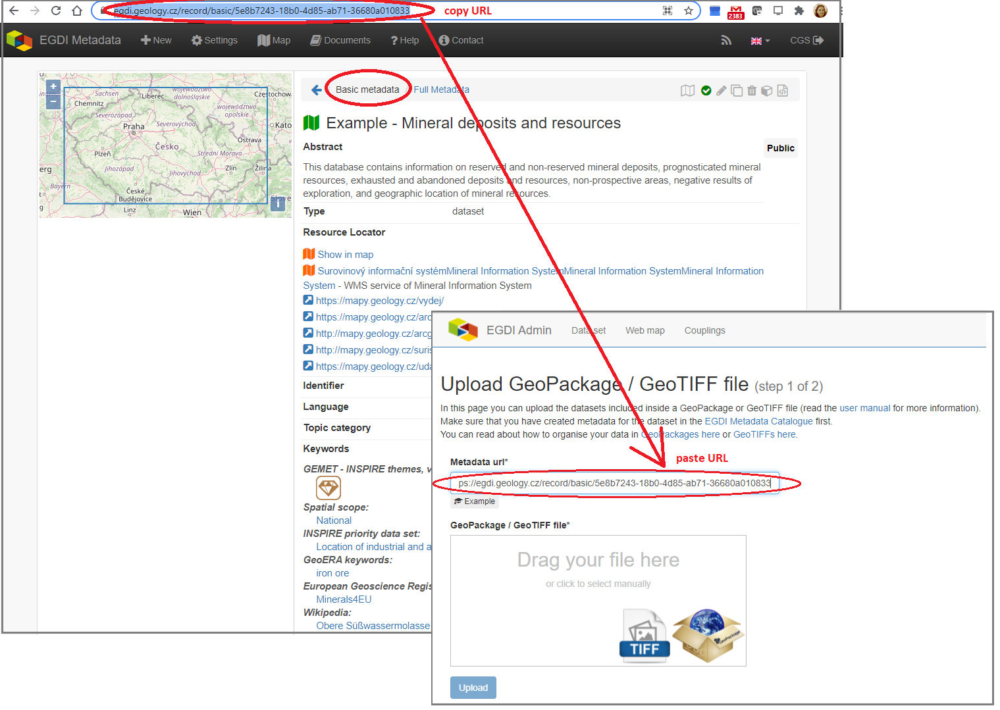 egdi.geology.cz/record/basic/5e8b7243-18b0-4d85-ab71-36680a010833
copy URL
2383
EGDI Metadata
New
Settings
Map
Documents
Help
Contact
CGS
+
−
Sachsen
Chemnitz
Liberec
województwo
dolnośląskie
Częstochow
Severozápad
województwo
opolskie
Praha
Severovýchod
Kato
Česko
Ostrava
Plzeň
Střední Morava
Jihozápad
Jihovýchod
Zlín
Žilina
erg
Bayern
České
Budějovice
Slove
i
Linz
Wien
Basic metadata
Full Metadata
Example - Mineral deposits and resources
Abstract
Public
This database contains information on reserved and non-reserved mineral deposits, prognosticated mineral
resources, exhausted and abandoned deposits and resources, non-prospective areas, negative results of
exploration, and geographic location of mineral resources.
Type dataset
Resource Locator
Show in map
Surovinový informační systémMineral Information SystemMineral Information SystemMineral Information
System - WMS service of Mineral Information System
https://mapy.geology.cz/vydej/
https://mapy.geology.cz/arc
http://mapy.geology.cz/arcg
http://mapy.geology.cz/suris
https://mapy.geology.cz/uda
Identifier
Language
Topic category
Keywords
GEMET - INSPIRE themes, v
Spatial scope:
National
INSPIRE priority data set:
Location of industrial and a
GeoERA keywords:
iron ore
European Geoscience Regis
Minerals4EU
Wikipedia:
Obere Süßwassermolasse
EGDI Admin
Data set
Web map
Couplings
Upload GeoPackage / GeoTIFF file (step 1 of 2)
In this page you can upload the datasets included inside a GeoPackage or GeoTIFF file (read the user manual for more information).
Make sure that you have created metadata for the dataset in the EGDI Metadata Catalogue first.
You can read about how to organise your data in GeoPackages here or GeoTIFFs here.
paste URL
Metadata url*
ps://egdi.geology.cz/record/basic/5e8b7243-18b0-4d85-ab71-36680a010833
Example
GeoPackage / GeoTIFF file*
Drag your file here
or click to select manually
TIFF
GeoPackage
Upload